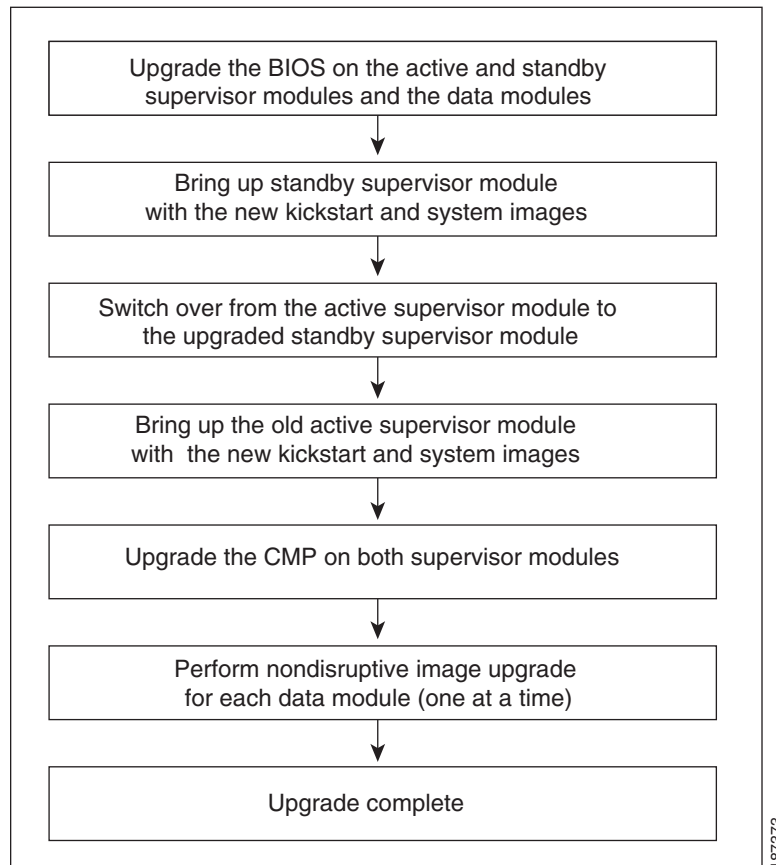 Upgrade the BIOS on the active and standby
supervisor modules and the data modules
Bring up standby supervisor module
with the new kickstart and system images
Switch over from the active supervisor module to
the upgraded standby supervisor module
Bring up the old active supervisor module
with the new kickstart and system images
Upgrade the CMP on both supervisor modules
Perform nondisruptive image upgrade
for each data module (one at a time)
Upgrade complete